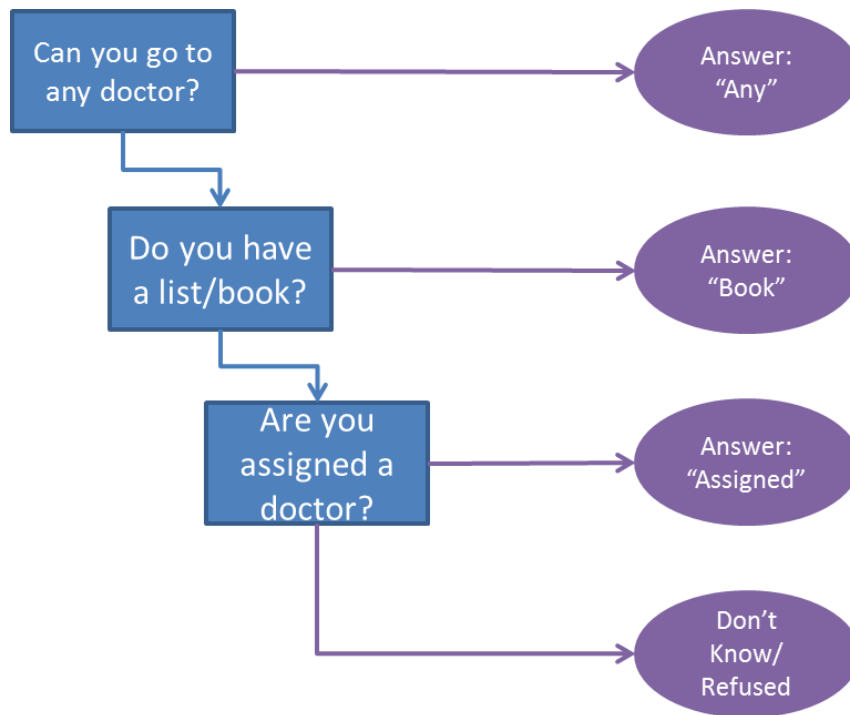 Can you go to
any doctor?
Answer:
“Any”
Do you have
a list/book?
Answer:
“Book”
Are you
assigned a
doctor?
Answer:
“Assigned”
Don’t
Know/
Refused